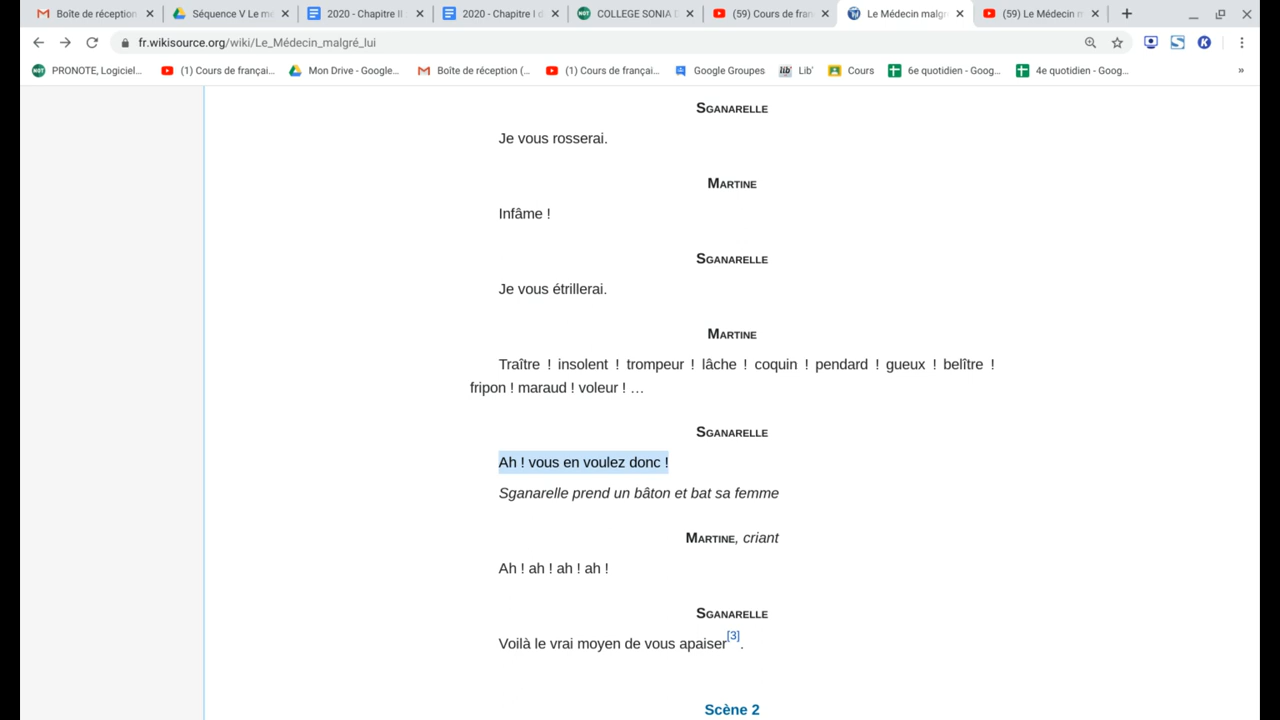 Boîte de réception
Séquence V Le mé
2020 - Chapitre II
2020 - Chapitre I d
COLLEGE SONIA D
(59) Cours de fran
Le Médecin malgr
(59) Le Médecin m
fr.wikisource.org/wiki/Le_Médecin_malgré_lui
PRONOTE, Logiciel...
(1) Cours de françai...
Mon Drive - Google...
Boîte de réception (...
(1) Cours de françai...
Google Groupes
lib' Lib'
Cours
6e quotidien - Goog...
4e quotidien - Goog...
»
SGANARELLE
Je vous rosserai.
MARTINE
Infâme !
SGANARELLE
Je vous étrillerai.
MARTINE
Traître ! insolent ! trompeur ! lâche ! coquin ! pendard ! gueux ! belître !
fripon ! maraud ! voleur ! …
SGANARELLE
Ah ! vous en voulez donc !
Sganarelle prend un bâton et bat sa femme
MARTINE, criant
Ah ! ah ! ah ! ah !
SGANARELLE
Voilà le vrai moyen de vous apaiser[3].
Scène 2